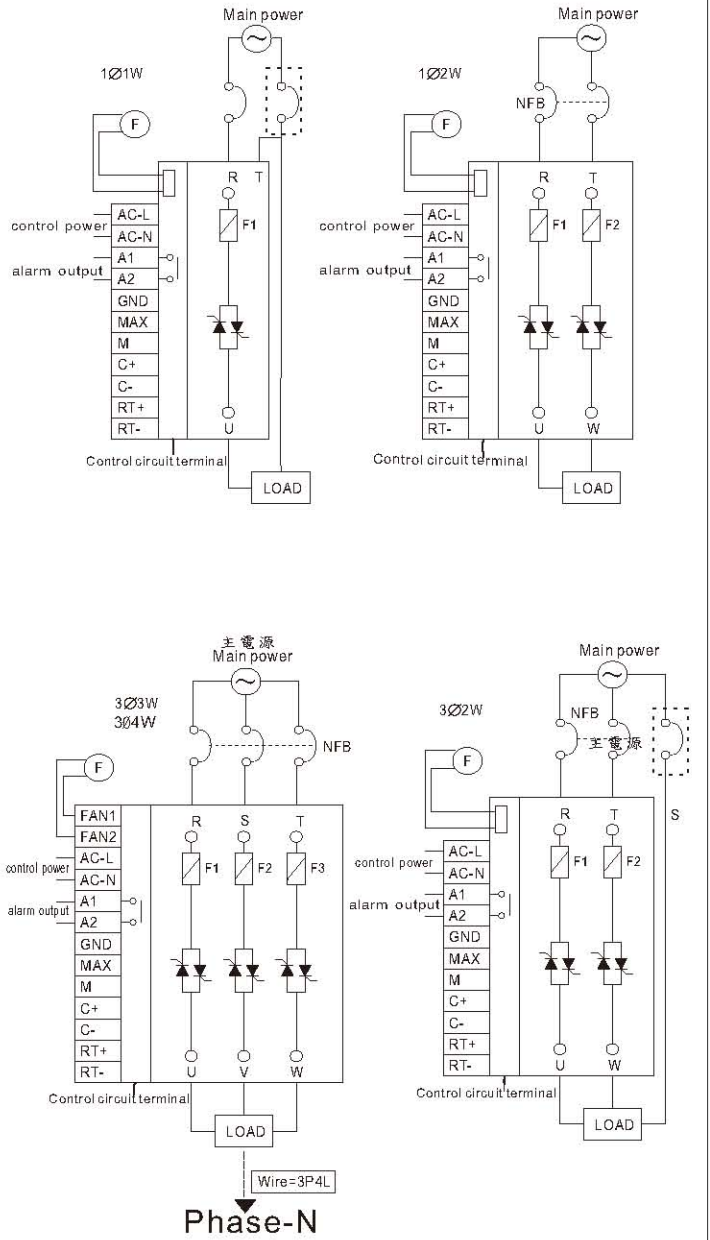 Main power
1Ø1W
F
R T
F1
control power
AC-L
AC-N
alarm output
A1
A2
GND
MAX
M
C+
C-
RT+
RT-
U
Control circuit terminal
LOAD
Main power
1Ø2W
NFB
F
R T
F1 F2
control power
AC-L
AC-N
alarm output
A1
A2
GND
MAX
M
C+
C-
RT+
RT-
U W
Control circuit terminal
LOAD
主電源
Main power
3Ø3W
3Ø4W
NFB
F
FAN1
FAN2
R S T
F1 F2 F3
control power
AC-L
AC-N
alarm output
A1
A2
GND
MAX
M
C+
C-
RT+
RT-
U V W
Control circuit terminal
LOAD
Wire=3P4L
Phase-N
Main power
3Ø2W
NFB
主電源
F
R T S
F1 F2
control power
AC-L
AC-N
alarm output
A1
A2
GND
MAX
M
C+
C-
RT+
RT-
U W
Control circuit terminal
LOAD